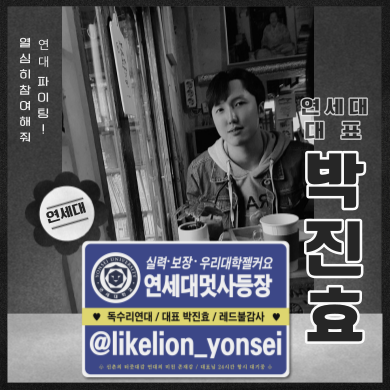 연대 파이팅!
열심히참여해줘
연세대
대 표
박진효
연세대
YONSEI UNIVERSITY
실력·보장·우리대학젤커요
연세대멋사등장
♥ 독수리연대 / 대표 박진효 / 레드불감사 ♥
@likelion_yonsei